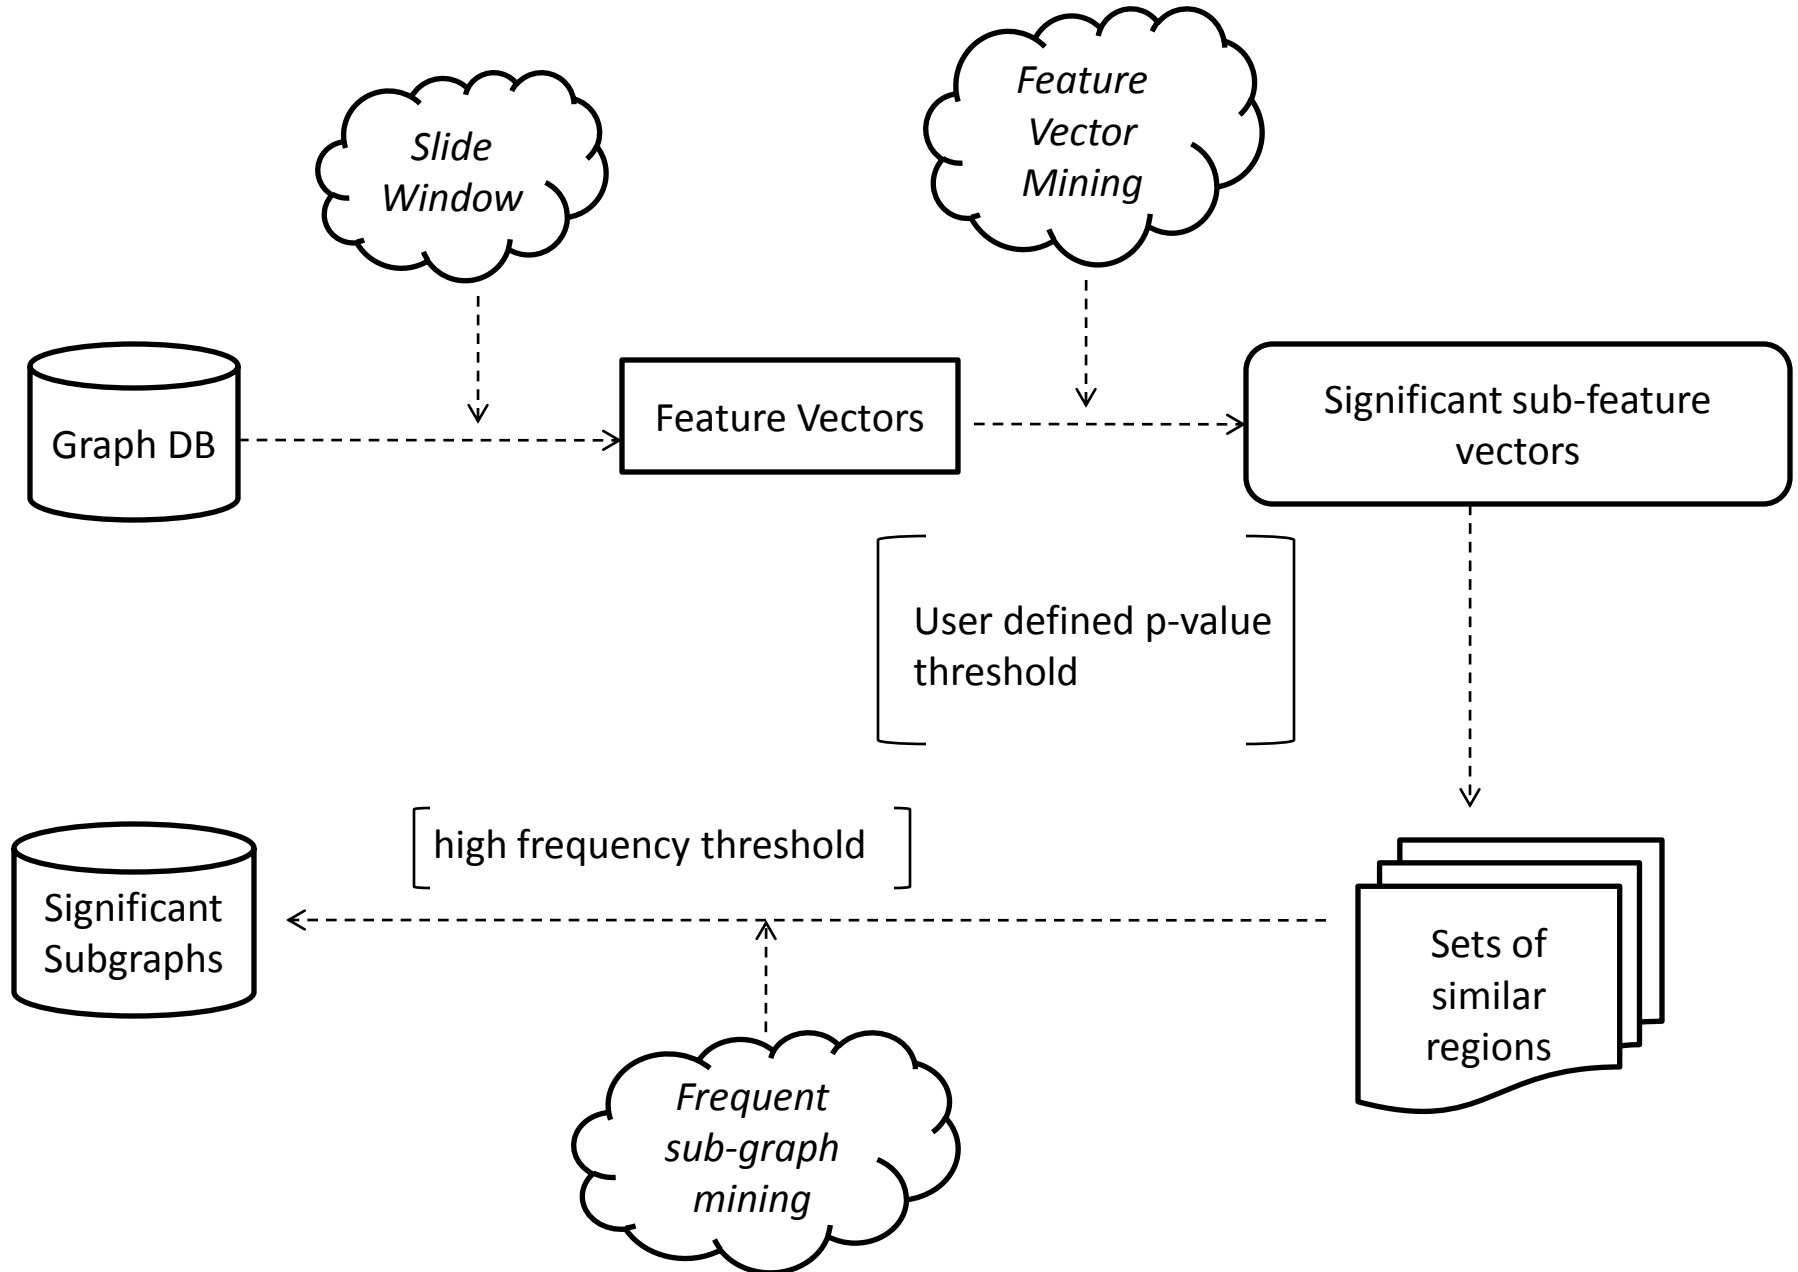 Slide
Window
Feature
Vector
Mining
Graph DB
Feature Vectors
Significant sub-feature
vectors
User defined p-value
threshold
high frequency threshold
Significant
Subgraphs
Sets of
similar
regions
Frequent
sub-graph
mining